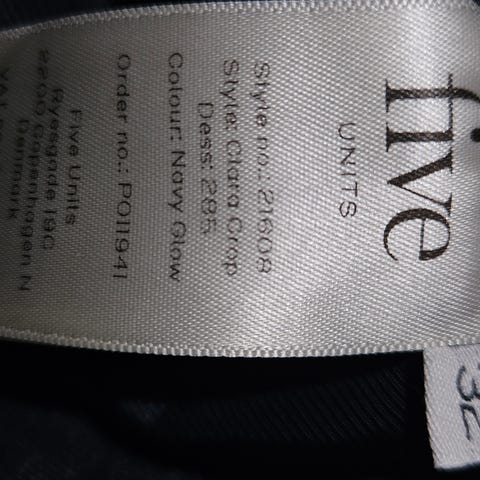 five
UNITS
Style no.: 21608
Style: Clara Crop
Dess: 285
Colour: Navy Glow
Order no.: PO11941
Five Units
Ryesgade 19C
2200 Copenhagen N
Denmark
32